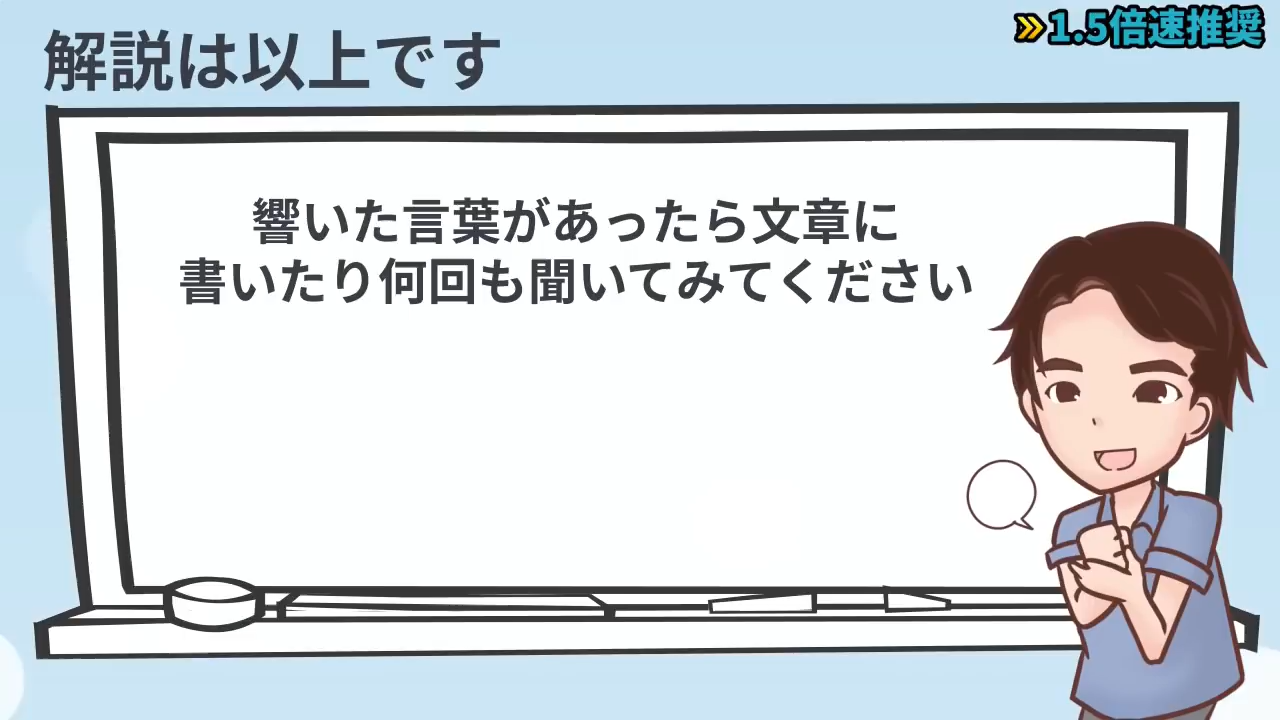 解説は以上です
1.5倍速推奨
響いた言葉があったら文章に
書いたり何回も聞いてみてください